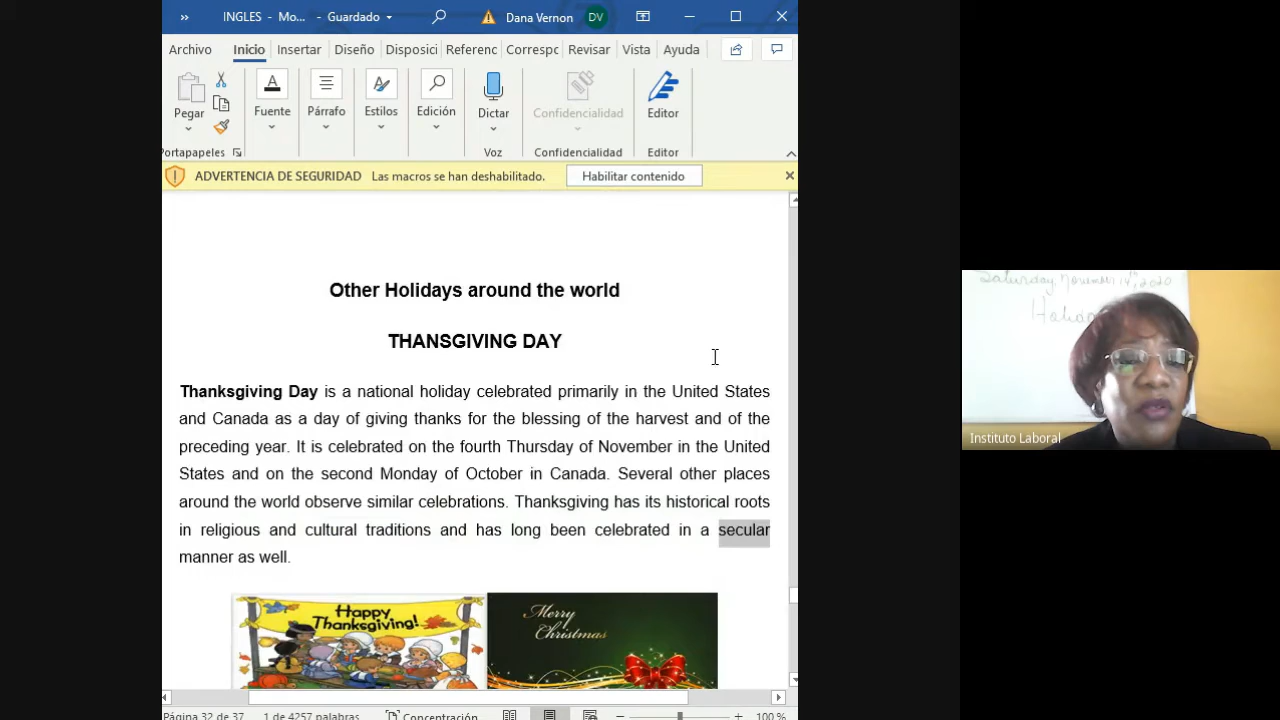 »
INGLES - Mo... - Guardado
Dana Vernon
DV
Archivo Inicio Insertar Diseño Disposici Referenc Correspc Revisar Vista Ayuda
Pegar Fuente Párrafo Estilos Edición Dictar Confidencialidad Editor
Portapapeles Voz Confidencialidad Editor
ADVERTENCIA DE SEGURIDAD Las macros se han deshabilitado. Habilitar contenido
Other Holidays around the world
THANSGIVING DAY
Thanksgiving Day is a national holiday celebrated primarily in the United States
and Canada as a day of giving thanks for the blessing of the harvest and of the
preceding year. It is celebrated on the fourth Thursday of November in the United
States and on the second Monday of October in Canada. Several other places
around the world observe similar celebrations. Thanksgiving has its historical roots
in religious and cultural traditions and has long been celebrated in a secular
manner as well.
Happy
Thanksgiving!
Merry
Christmas
Página 32 de 37 1 de 4257 palabras Concentración 100 %
Saturday, November 14th, 2020
Holida
Instituto Laboral